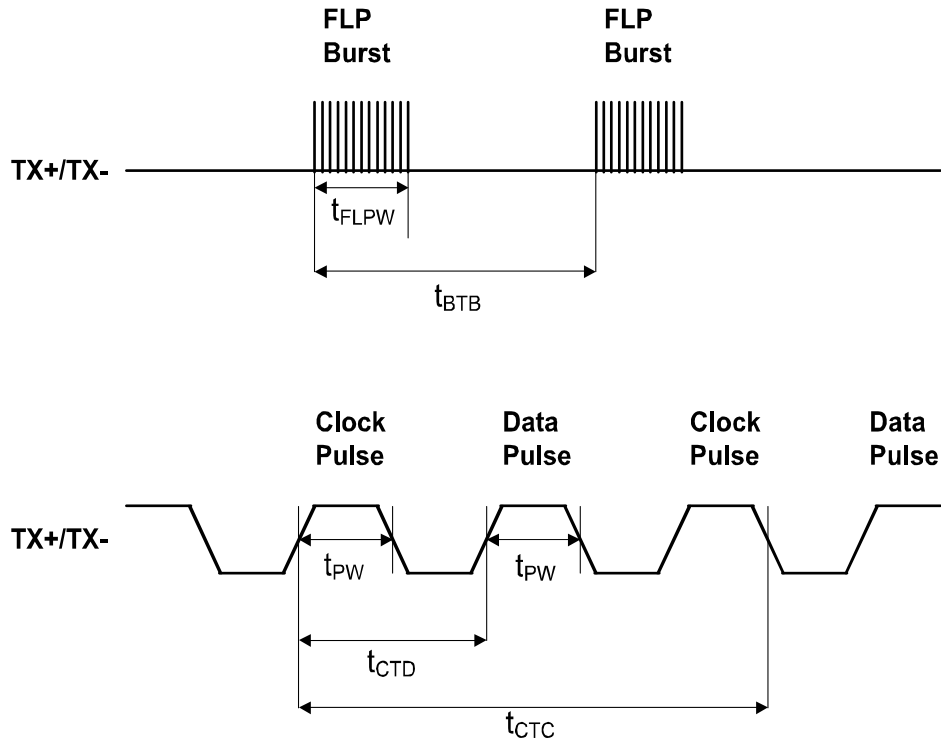 FLP
Burst
FLP
Burst
TX+/TX-
tFLPW
tBTB
Clock
Pulse
Data
Pulse
Clock
Pulse
Data
Pulse
TX+/TX-
tPW
tPW
tCTD
tCTC